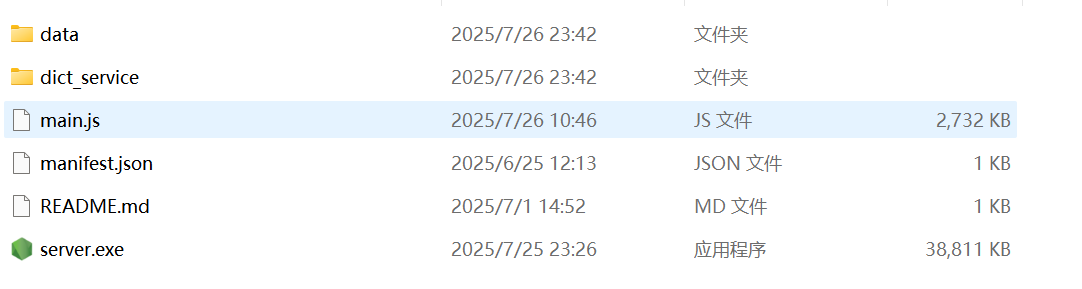 data 2025/7/26 23:42 文件夹
dict_service 2025/7/26 23:42 文件夹
main.js 2025/7/26 10:46 JS 文件 2,732 KB
manifest.json 2025/6/25 12:13 JSON 文件 1 KB
README.md 2025/7/1 14:52 MD 文件 1 KB
server.exe 2025/7/25 23:26 应用程序 38,811 KB